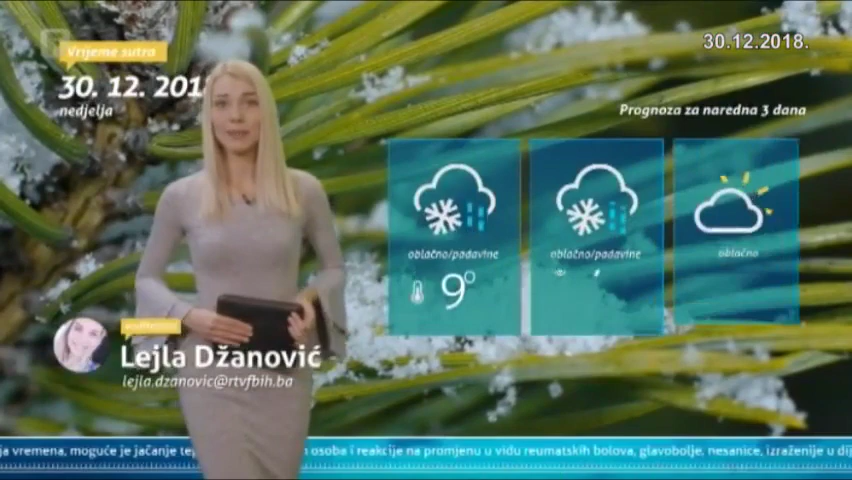 Vrijeme sutra
30.12.2018.
30. 12. 201
nedjelja
Prognoza za naredna 3 dana
oblačno/padavine
oblačno/padavine
oblačno
9°
Lejla Džanović
lejla.dzanovic@rtvfbih.ba
ja vremena, moguće je jačanje te osoba i reakcije na promjenu u vidu reumatskih bolova, glavobolje, nesanice, izraženije u dij